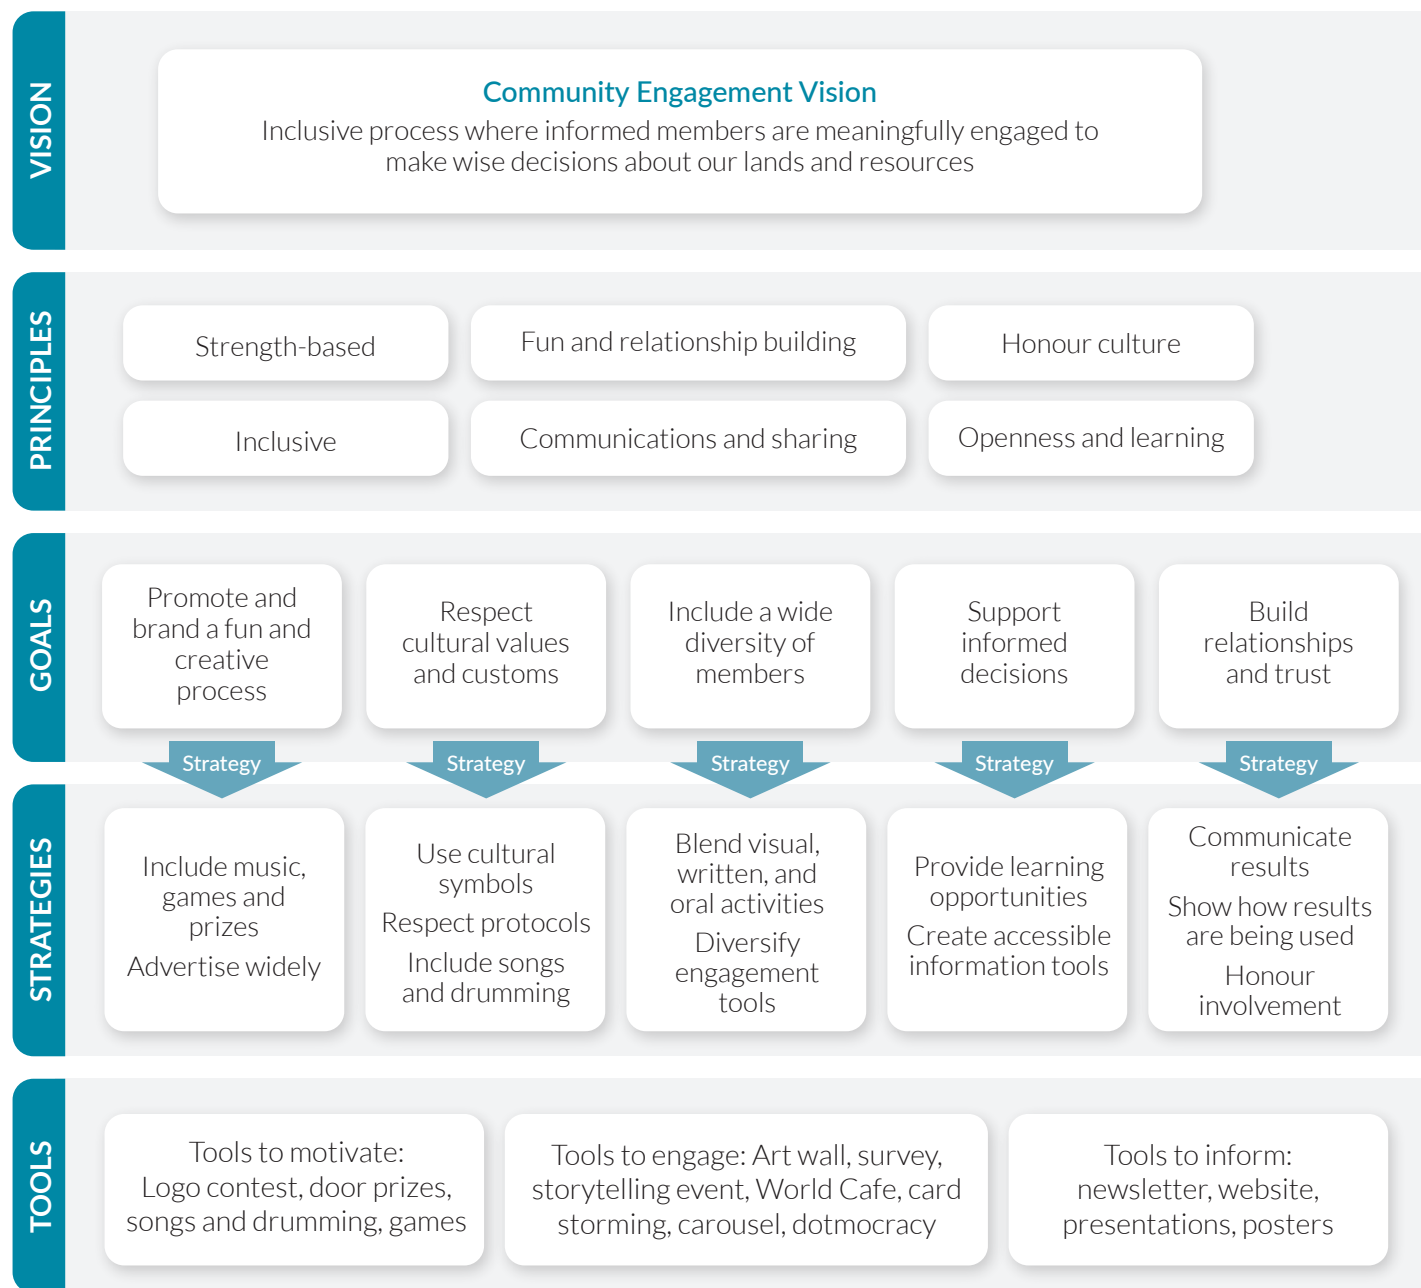 VISION
Community Engagement Vision
Inclusive process where informed members are meaningfully engaged to
make wise decisions about our lands and resources
PRINCIPLES
Strength-based
Fun and relationship building
Honour culture
Inclusive
Communications and sharing
Openness and learning
GOALS
Promote and
brand a fun and
creative
process
Respect
cultural values
and customs
Include a wide
diversity of
members
Support
informed
decisions
Build
relationships
and trust
Strategy
Strategy
Strategy
Strategy
Strategy
STRATEGIES
Include music,
games and
prizes
Advertise widely
Use cultural
symbols
Respect protocols
Include songs
and drumming
Blend visual,
written, and
oral activities
Diversify
engagement
tools
Provide learning
opportunities
Create accessible
information tools
Communicate
results
Show how results
are being used
Honour
involvement
TOOLS
Tools to motivate:
Logo contest, door prizes,
songs and drumming, games
Tools to engage: Art wall, survey,
storytelling event, World Cafe, card
storming, carousel, dotmocracy
Tools to inform:
newsletter, website,
presentations, posters